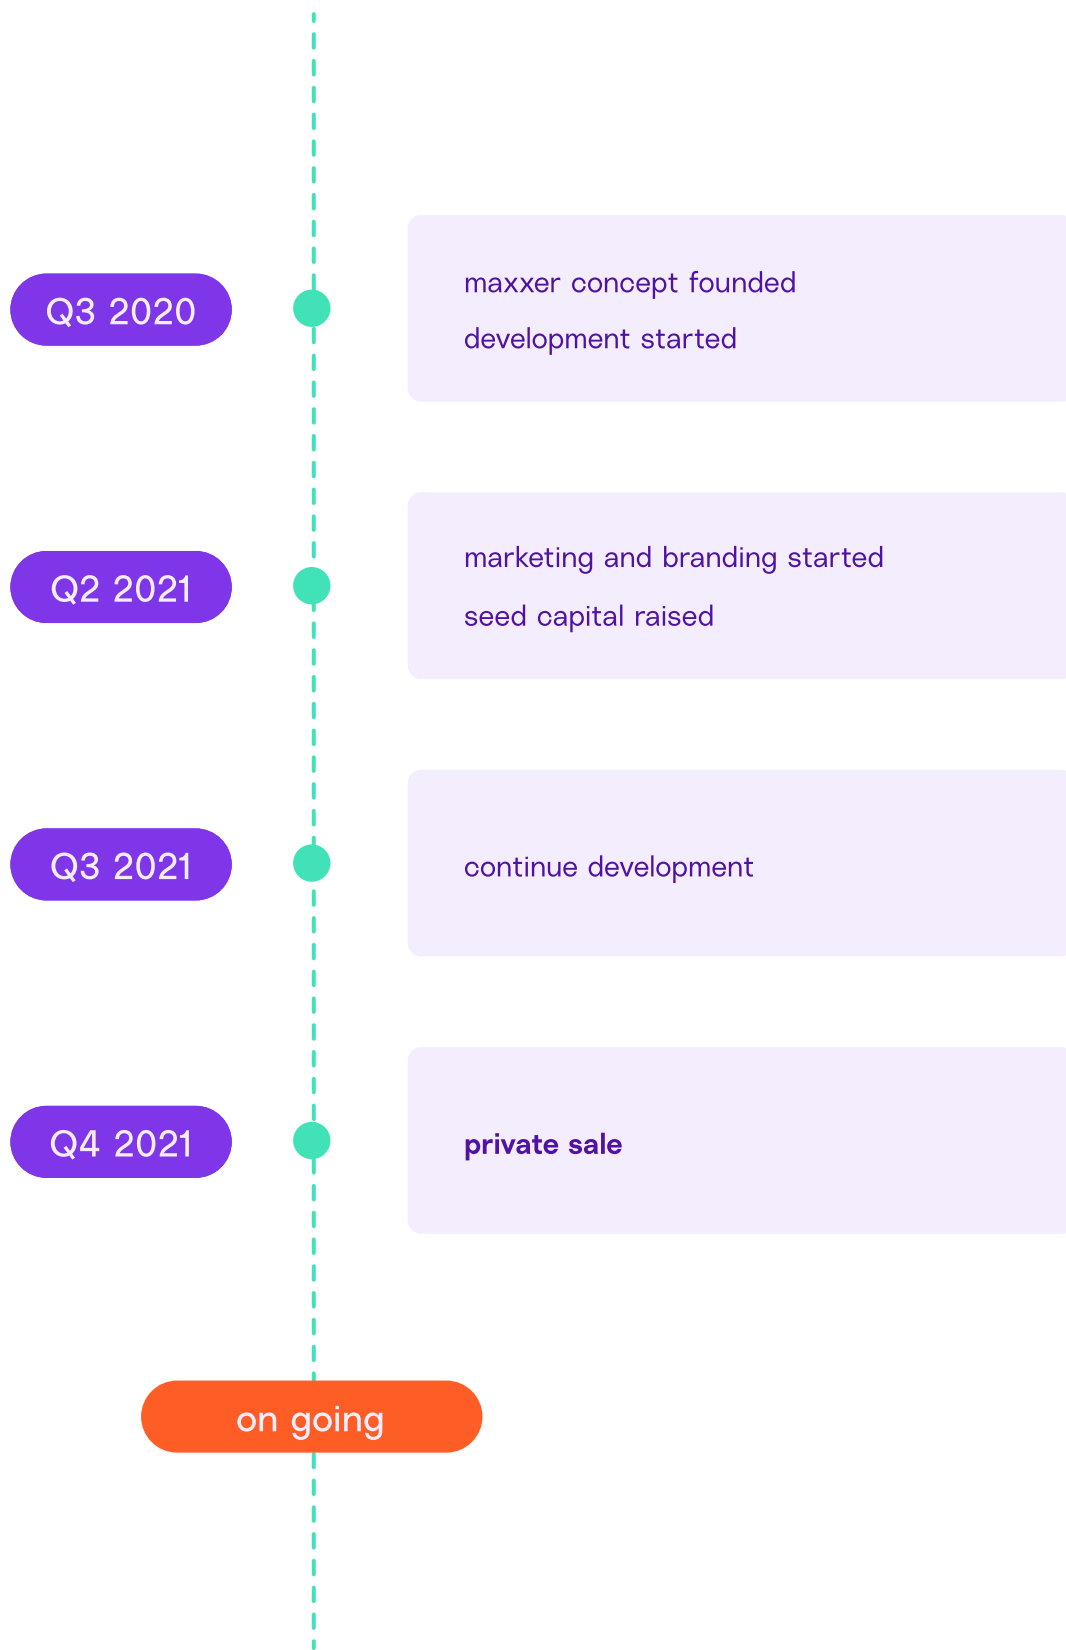 Q3 2020
maxxer concept founded
development started
Q2 2021
marketing and branding started
seed capital raised
Q3 2021
continue development
Q4 2021
private sale
on going